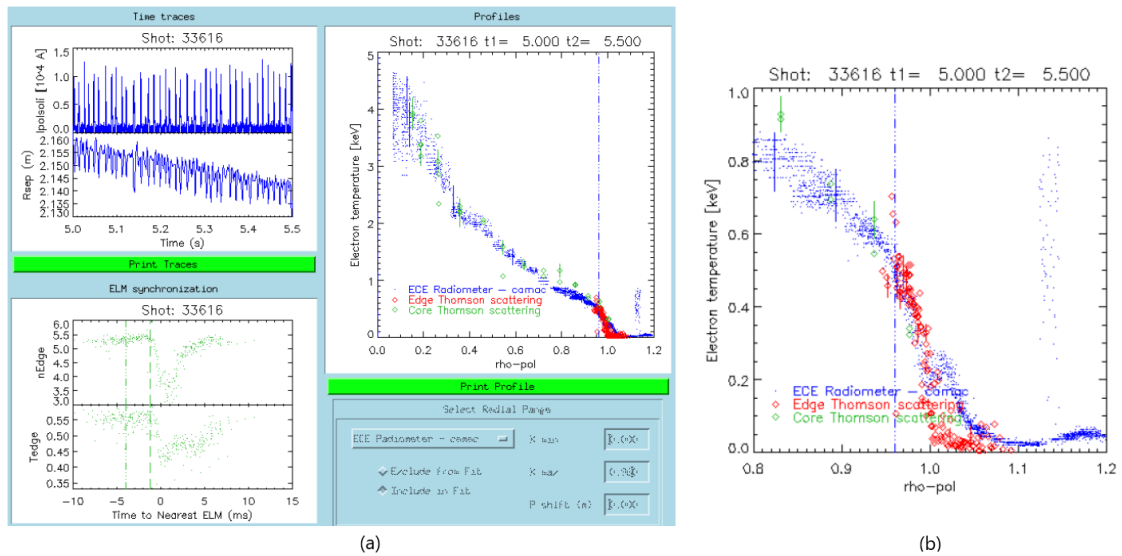 Time traces
Shot: 33616
Ipolsoli [10^4 A]
1.5
1.0
0.5
0.0
Rsep (m)
2.160
2.155
2.150
2.145
2.140
2.135
2.130
5.0 5.1 5.2 5.3 5.4 5.5
Time (s)
Print Traces
ELM synchronization
Shot: 33616
nEdge
6.0
5.5
5.0
4.5
4.0
3.5
3.0
Tedge
0.55
0.50
0.45
0.40
0.35
-10 -5 0 5 10 15
Time to Nearest ELM (ms)
Profiles
Shot: 33616 t1= 5.000 t2= 5.500
Electron temperature [keV]
5
4
3
2
1
0
ECE Radiometer - camac
Edge Thomson scattering
Core Thomson scattering
0.0 0.2 0.4 0.6 0.8 1.0 1.2
rho-pol
Print Profile
Select Radial Range
ECE Radiometer - camac
Exclude from Fit
Include in Fit
X min
X max
R shift (m)
(a)
Shot: 33616 t1= 5.000 t2= 5.500
Electron temperature [keV]
1.0
0.8
0.6
0.4
0.2
0.0
ECE Radiometer - camac
Edge Thomson scattering
Core Thomson scattering
0.8 0.9 1.0 1.1 1.2
rho-pol
(b)